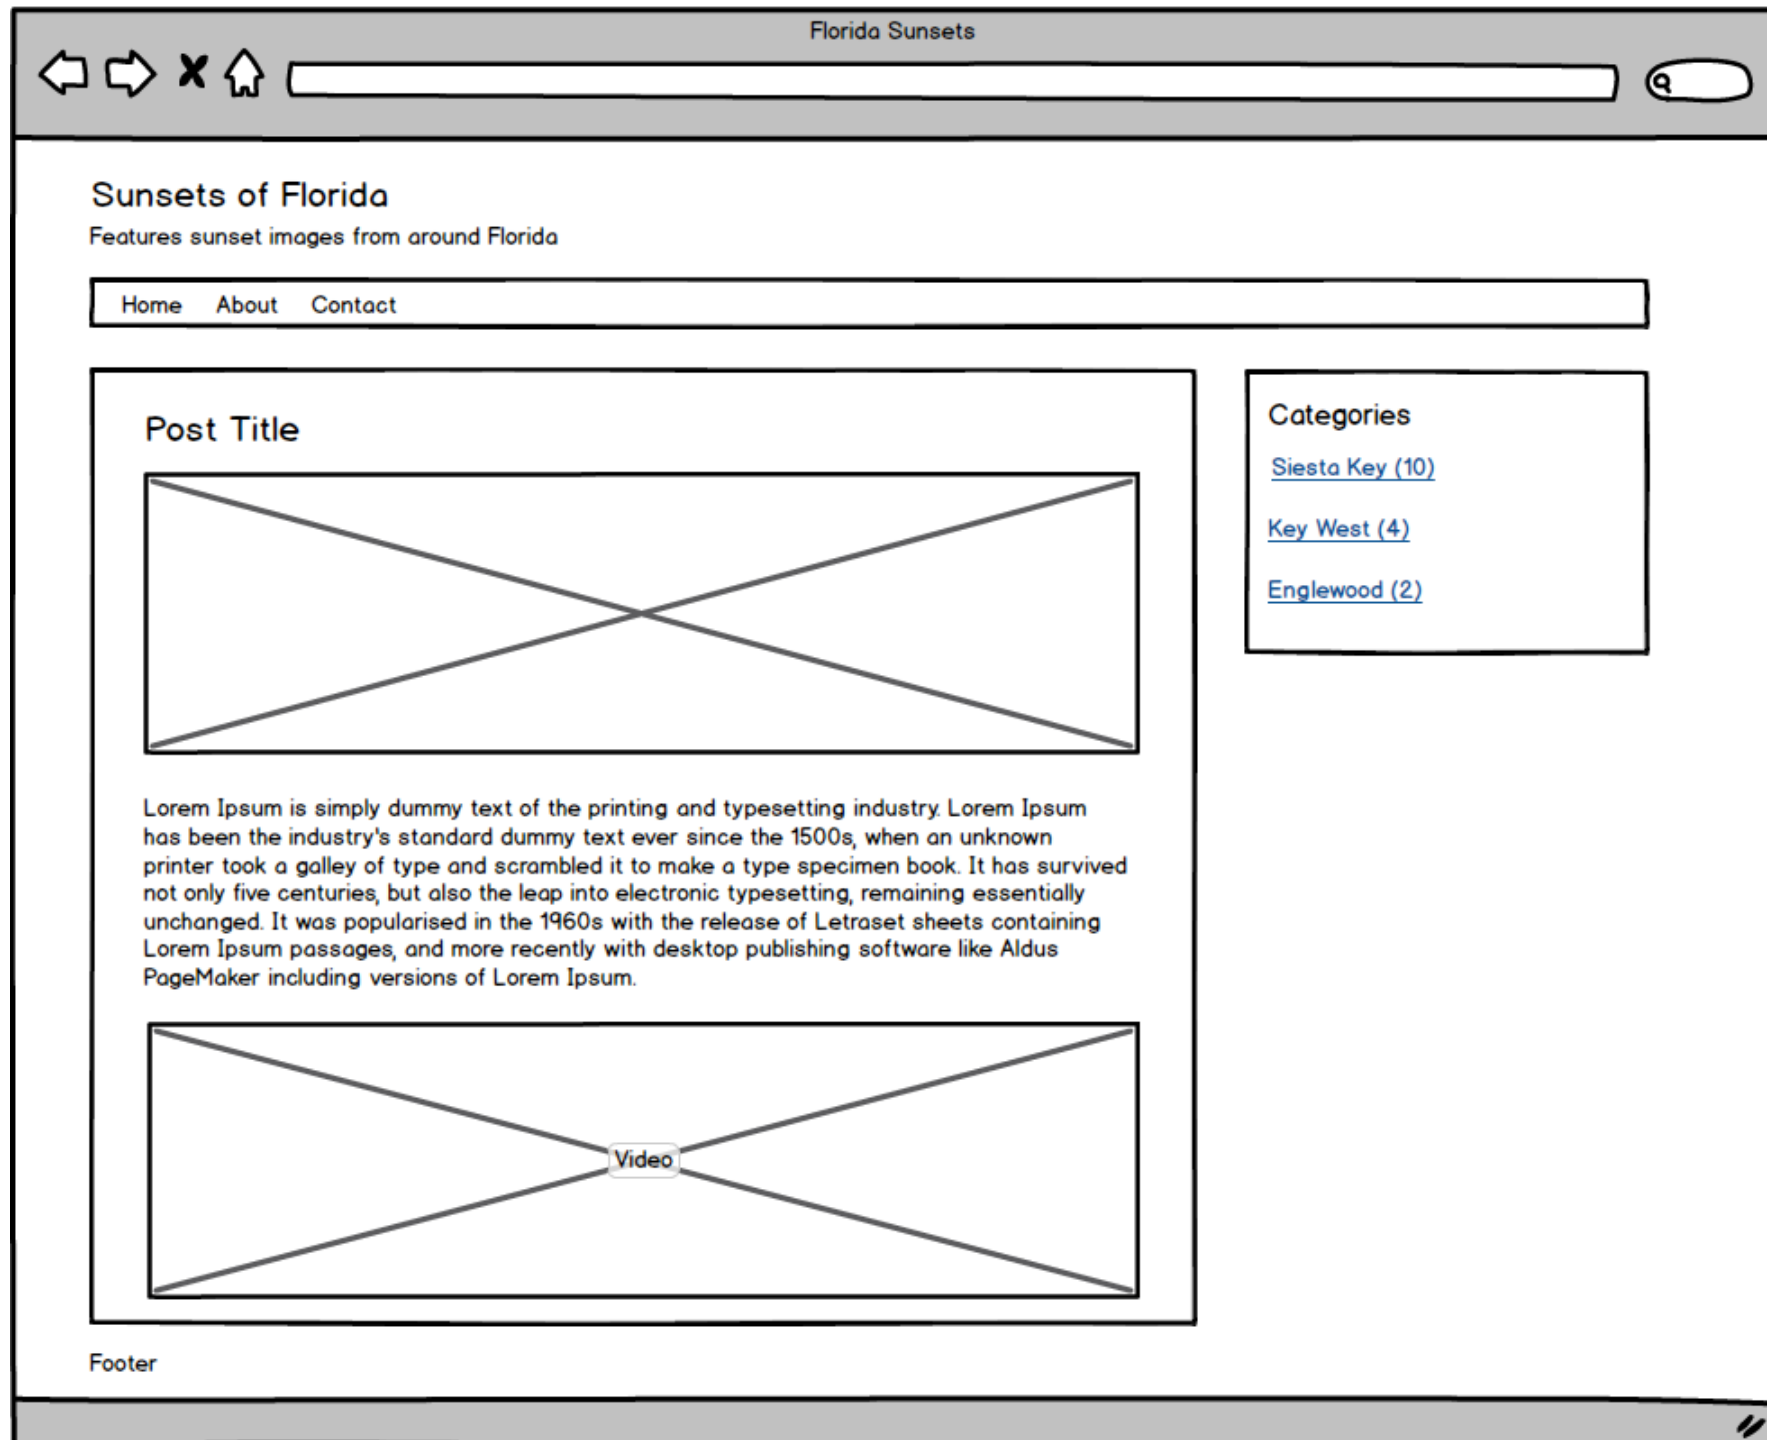 Florida Sunsets
Sunsets of Florida
Features sunset images from around Florida
Home About Contact
Post Title
Lorem Ipsum is simply dummy text of the printing and typesetting industry. Lorem Ipsum
has been the industry's standard dummy text ever since the 1500s, when an unknown
printer took a galley of type and scrambled it to make a type specimen book. It has survived
not only five centuries, but also the leap into electronic typesetting, remaining essentially
unchanged. It was popularised in the 1960s with the release of Letraset sheets containing
Lorem Ipsum passages, and more recently with desktop publishing software like Aldus
PageMaker including versions of Lorem Ipsum.
Video
Categories
Siesta Key (10)
Key West (4)
Englewood (2)
Footer